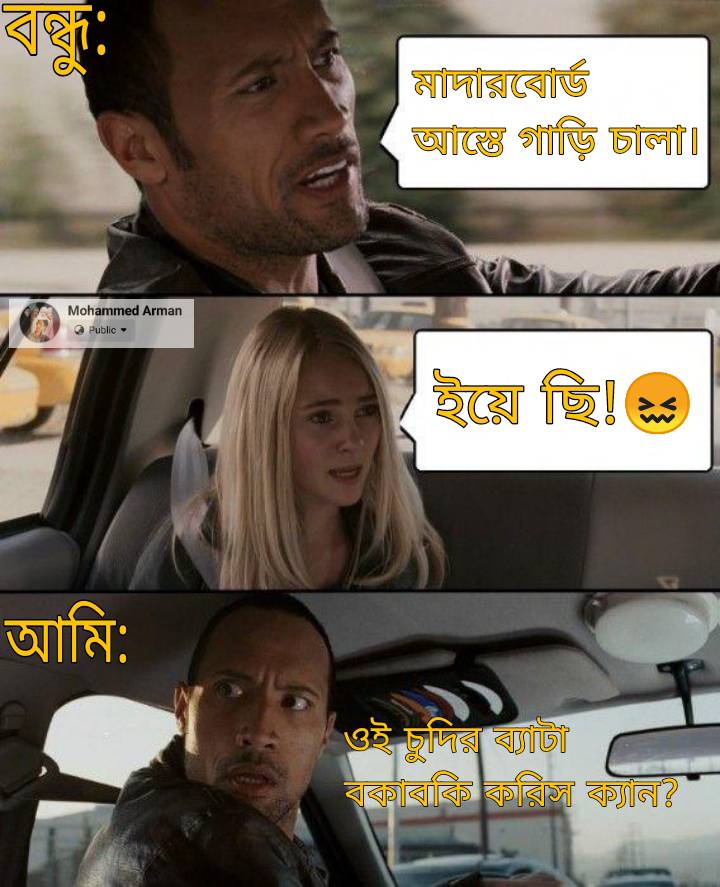 বন্ধু:
মাদারবোর্ড
আস্তে গাড়ি চালা।
Mohammed Arman
Public
ইয়ে ছি!😖
আমি:
ওই চুদির ব্যাটা
বকাবকি করিস ক্যান?